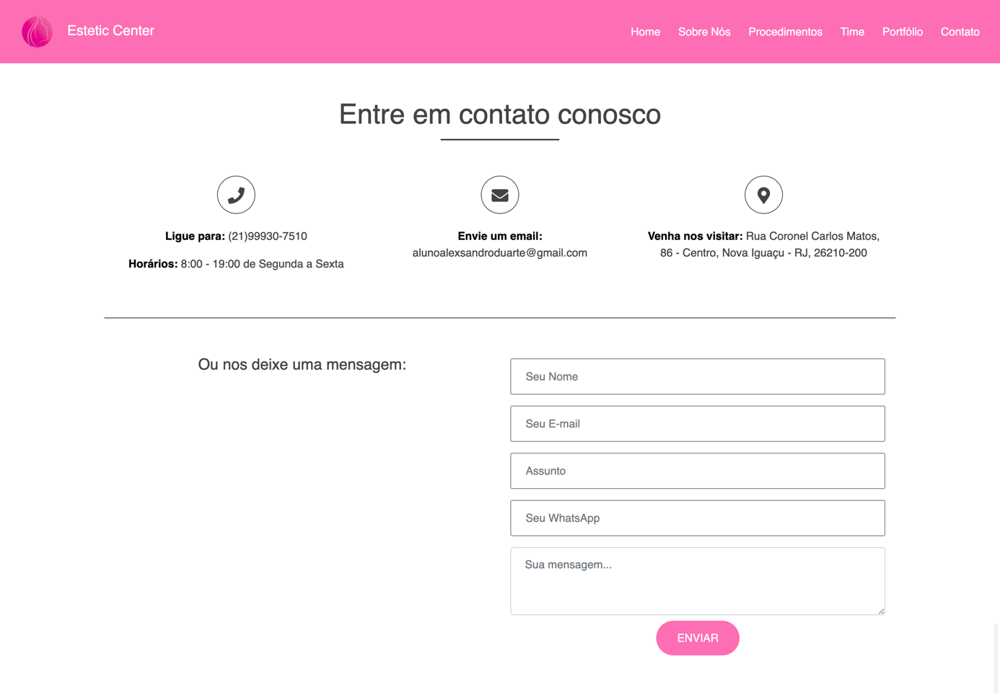 Estetic Center
Home Sobre Nós Procedimentos Time Portfólio Contato
Entre em contato conosco
Ligue para: (21)99930-7510
Horários: 8:00 - 19:00 de Segunda a Sexta
Envie um email:
alunoalexsandroduarte@gmail.com
Venha nos visitar: Rua Coronel Carlos Matos,
86 - Centro, Nova Iguaçu - RJ, 26210-200
Ou nos deixe uma mensagem:
Seu Nome
Seu E-mail
Assunto
Seu WhatsApp
Sua mensagem...
ENVIAR